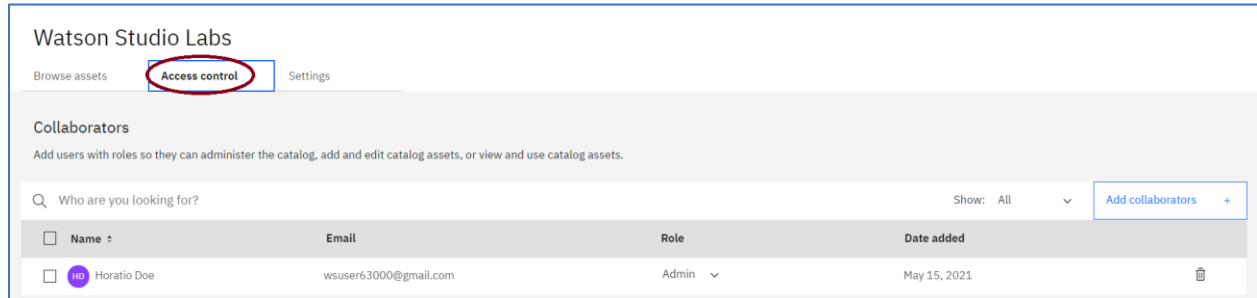 Watson Studio Labs
Browse assets Access control Settings
Collaborators
Add users with roles so they can administer the catalog, add and edit catalog assets, or view and use catalog assets.
Who are you looking for? Show: All Add collaborators +
Name Email Role Date added
HD Horatio Doe wsuser63000@gmail.com Admin May 15, 2021